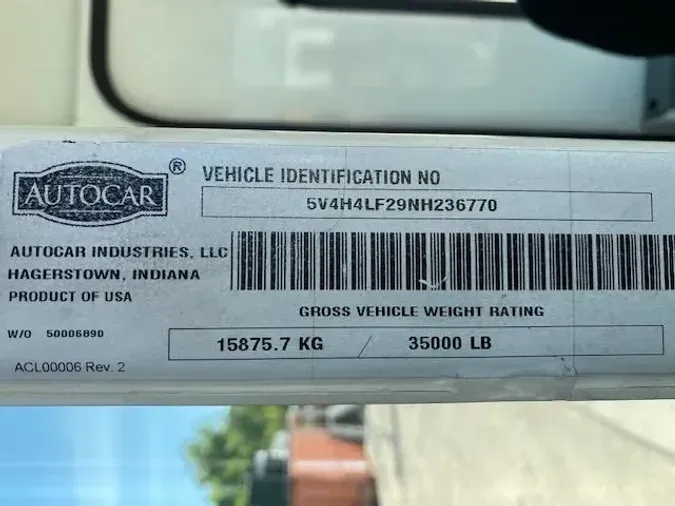 AUTOCAR ®
VEHICLE IDENTIFICATION NO
5V4H4LF29NH236770
AUTOCAR INDUSTRIES, LLC
HAGERSTOWN, INDIANA
PRODUCT OF USA
GROSS VEHICLE WEIGHT RATING
W/O 50006890
15875.7 KG / 35000 LB
ACL00006 Rev. 2